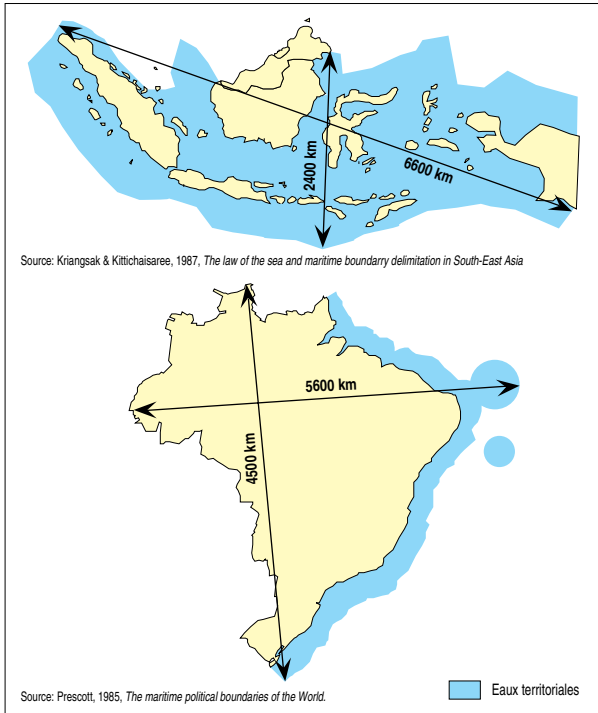 2400 km
6600 km
Source: Kriangsak & Kittichaisaree, 1987, The law of the sea and maritime boundarry delimitation in South-East Asia
5600 km
4500 km
Source: Prescott, 1985, The maritime political boundaries of the World.
Eaux territoriales